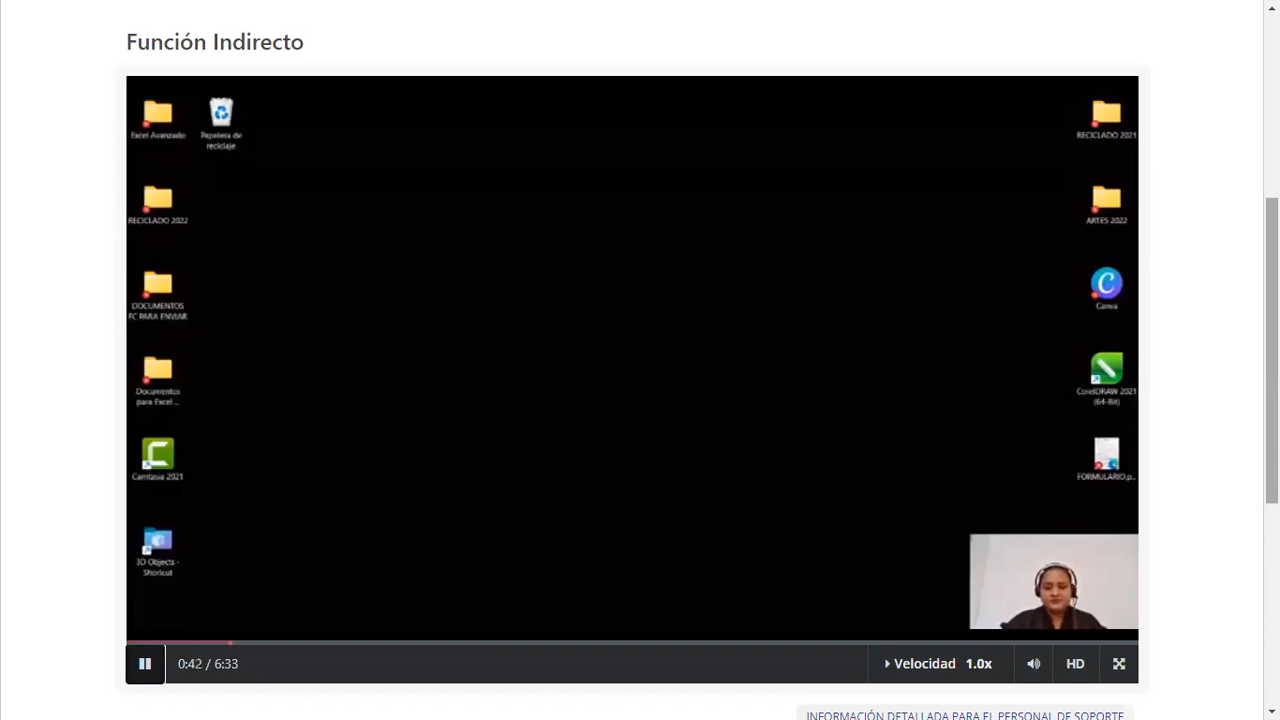 Función Indirecto
Excel Avanzado
Papelera de
reciclaje
RECICLADO 2021
RECICLADO 2022
ARTES 2022
DOCUMENTOS
FC PARA ENVIAR
Canva
Documentos
para Excel ...
CorelDRAW 2021
(64-Bit)
Camtasia 2021
FORMULARIO.p...
3D Objects -
Shortcut
0:42 / 6:33
Velocidad 1.0x
HD
INFORMACIÓN DETALLADA PARA EL PERSONAL DE SOPORTE